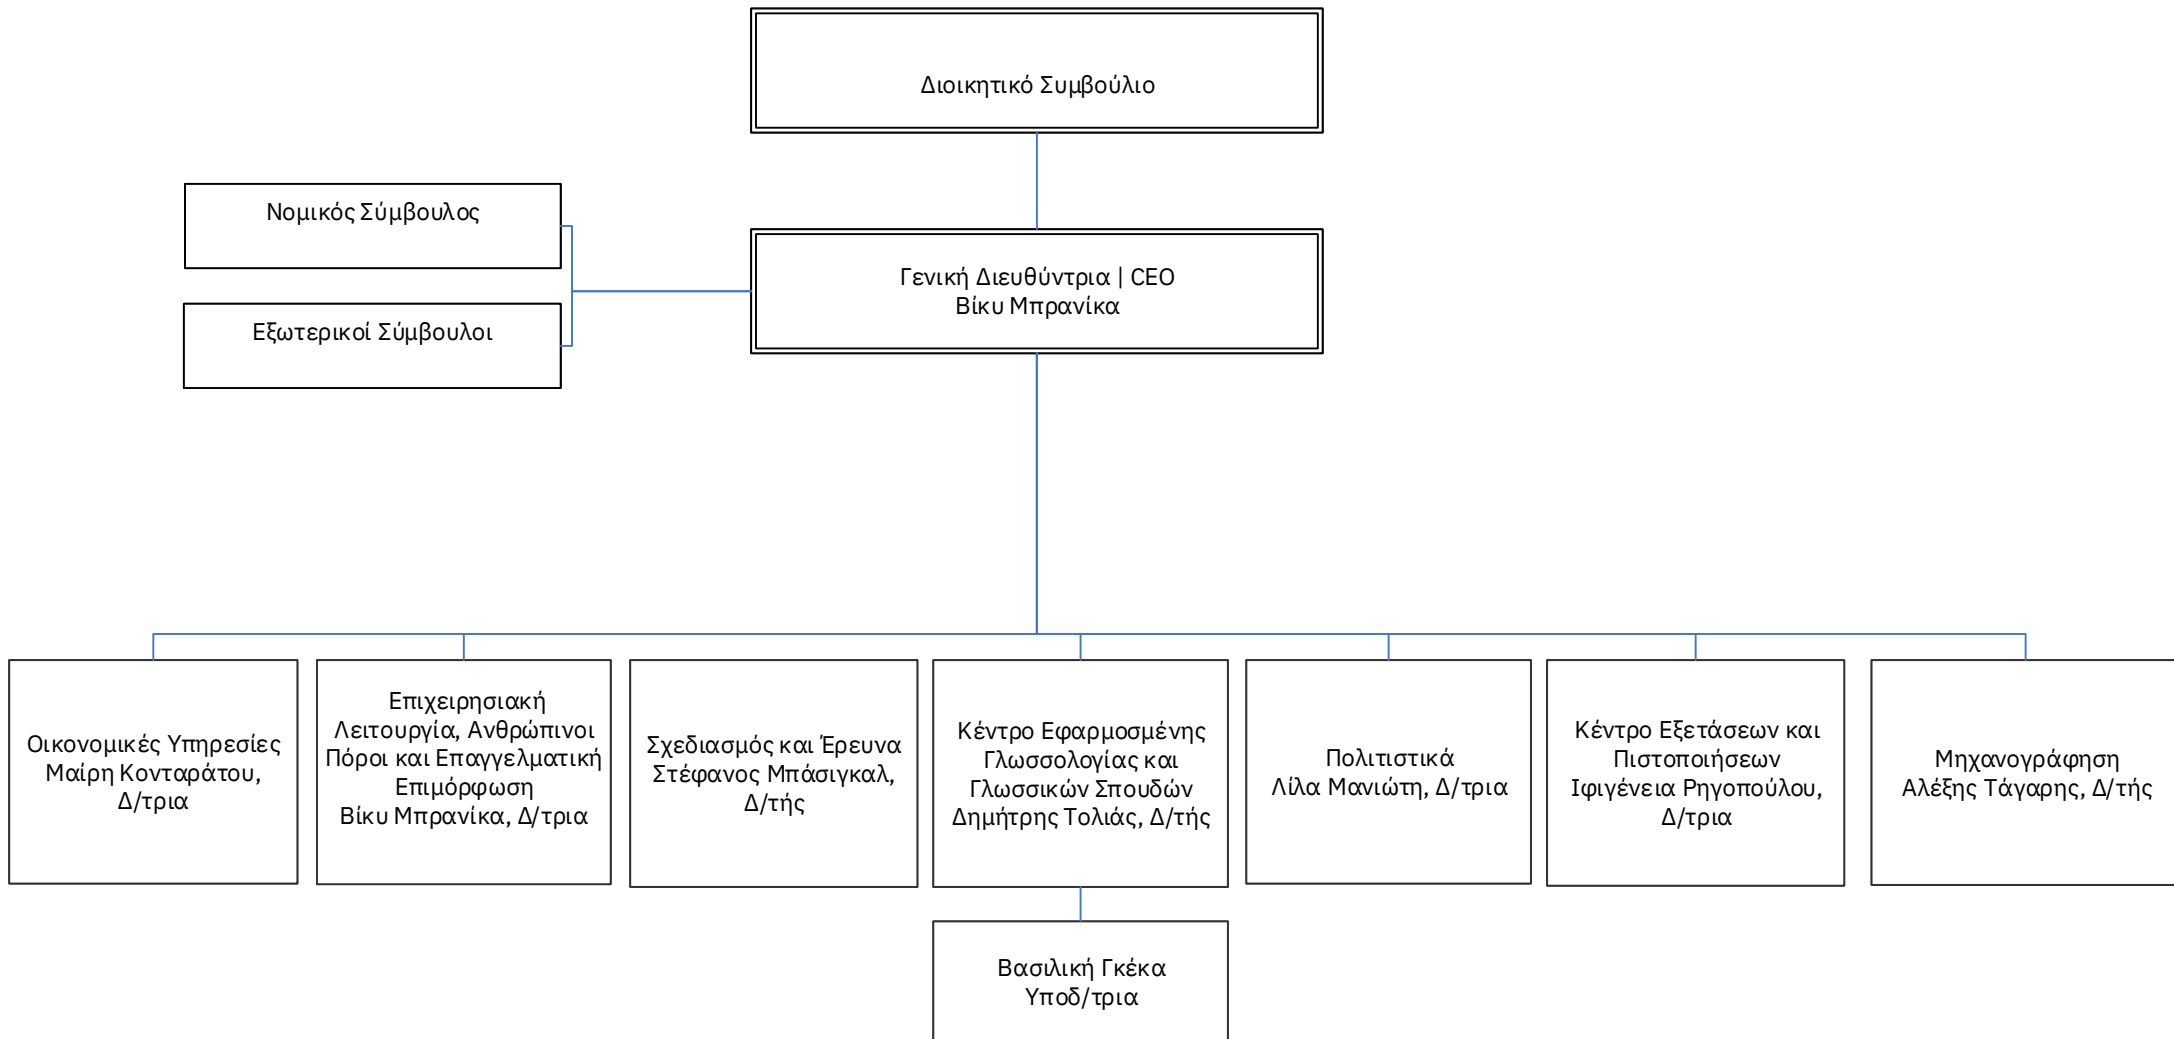 Διοικητικό Συμβούλιο
Νομικός Σύμβουλος
Εξωτερικοί Σύμβουλοι
Γενική Διευθύντρια | CEO
Βίκυ Μπρανίκα
Οικονομικές Υπηρεσίες
Μαίρη Κονταράτου,
Δ/τρια
Επιχειρησιακή
Λειτουργία, Ανθρώπινοι
Πόροι και Επαγγελματική
Επιμόρφωση
Βίκυ Μπρανίκα, Δ/τρια
Σχεδιασμός και Έρευνα
Στέφανος Μπάσιγκαλ,
Δ/τής
Κέντρο Εφαρμοσμένης
Γλωσσολογίας και
Γλωσσικών Σπουδών
Δημήτρης Τολιάς, Δ/τής
Πολιτιστικά
Λίλα Μανιώτη, Δ/τρια
Κέντρο Εξετάσεων και
Πιστοποιήσεων
Ιφιγένεια Ρηγοπούλου,
Δ/τρια
Μηχανογράφηση
Αλέξης Τάγαρης, Δ/τής
Βασιλική Γκέκα
Υποδ/τρια